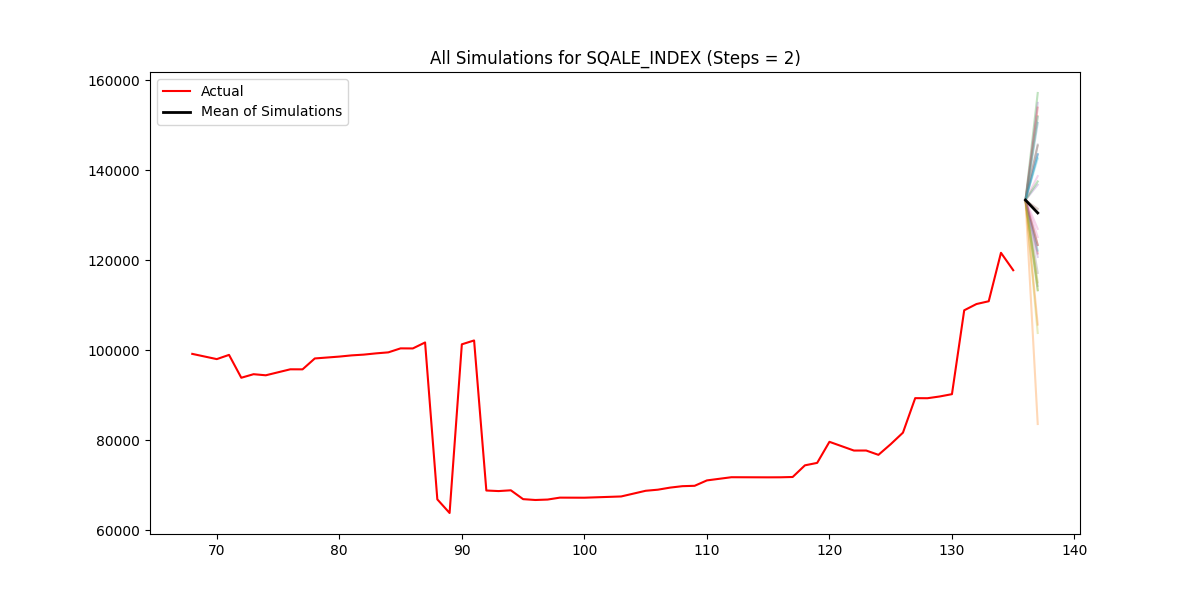 All Simulations for SQALE_INDEX (Steps = 2)
160000
Actual
Mean of Simulations
140000
120000
100000
80000
60000
70 80 90 100 110 120 130 140